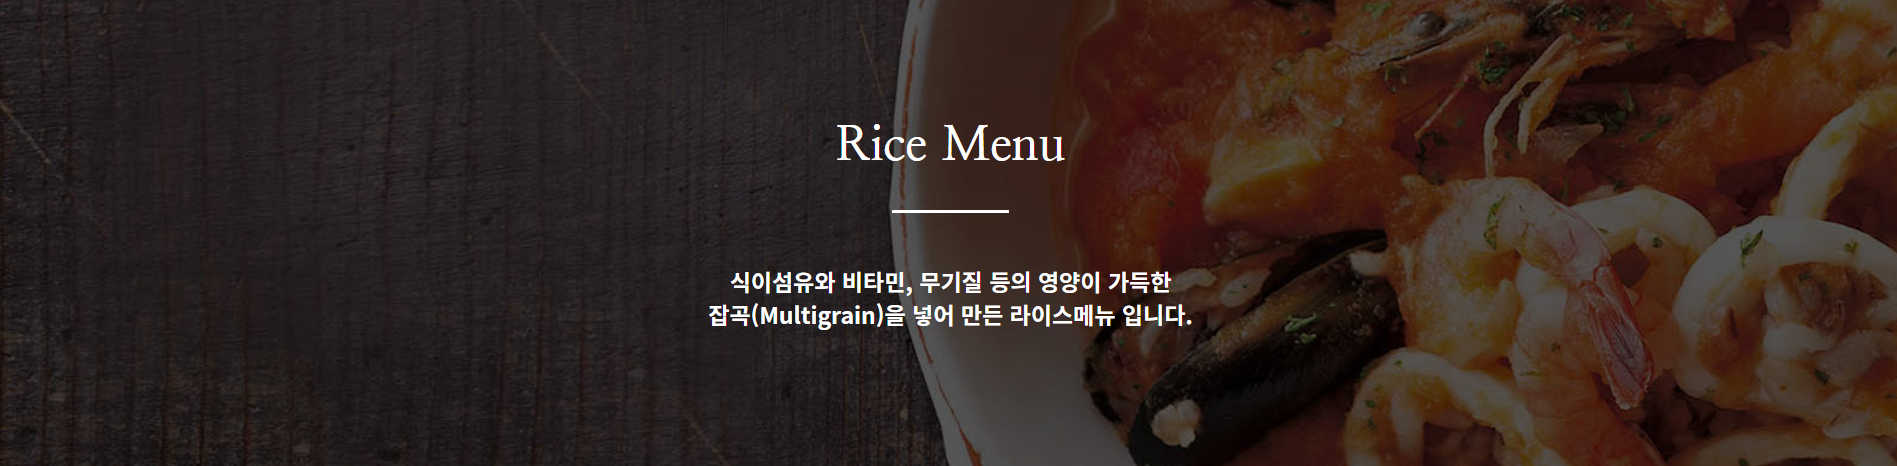 Rice Menu
식이섬유와 비타민, 무기질 등의 영양이 가득한
잡곡(Multigrain)을 넣어 만든 라이스메뉴 입니다.